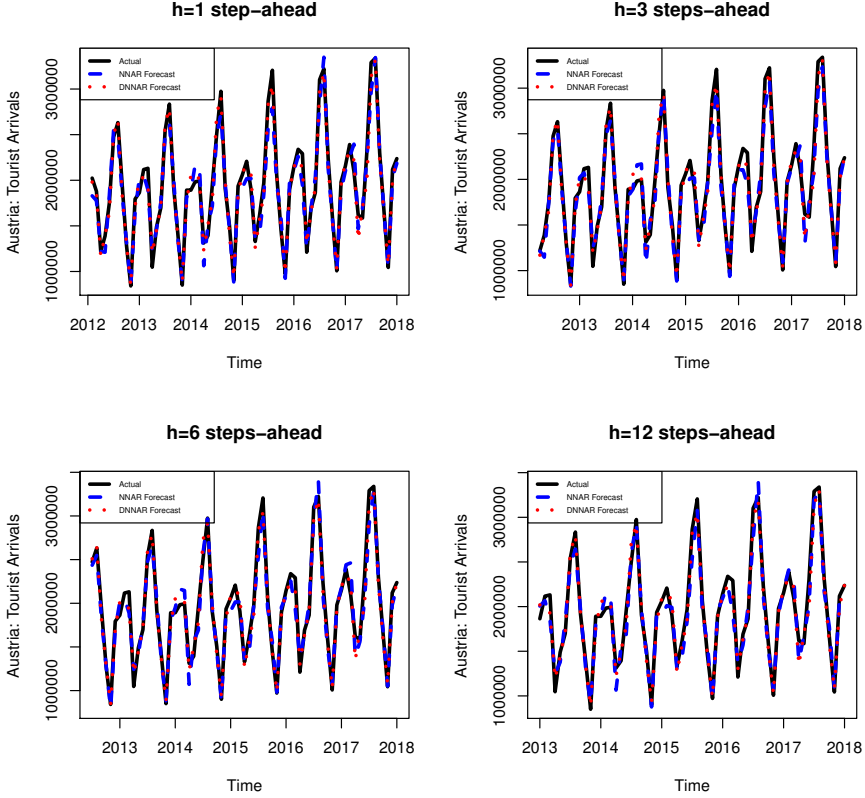 h=1 step−ahead
Actual
NNAR Forecast
DNNAR Forecast
Austria: Tourist Arrivals
1000000 2000000 3000000
2012 2013 2014 2015 2016 2017 2018
Time
h=3 steps−ahead
Actual
NNAR Forecast
DNNAR Forecast
Austria: Tourist Arrivals
1000000 2000000 3000000
2013 2014 2015 2016 2017 2018
Time
h=6 steps−ahead
Actual
NNAR Forecast
DNNAR Forecast
Austria: Tourist Arrivals
1000000 2000000 3000000
2013 2014 2015 2016 2017 2018
Time
h=12 steps−ahead
Actual
NNAR Forecast
DNNAR Forecast
Austria: Tourist Arrivals
1000000 2000000 3000000
2013 2014 2015 2016 2017 2018
Time